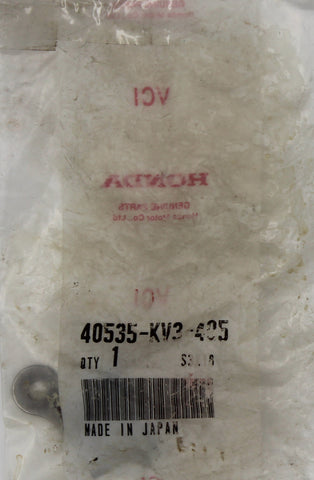 VCI
HONDA
GENUINE PARTS
Honda Motor Co., Ltd.
VCI
40535-KV3-405
QTY 1
MADE IN JAPAN